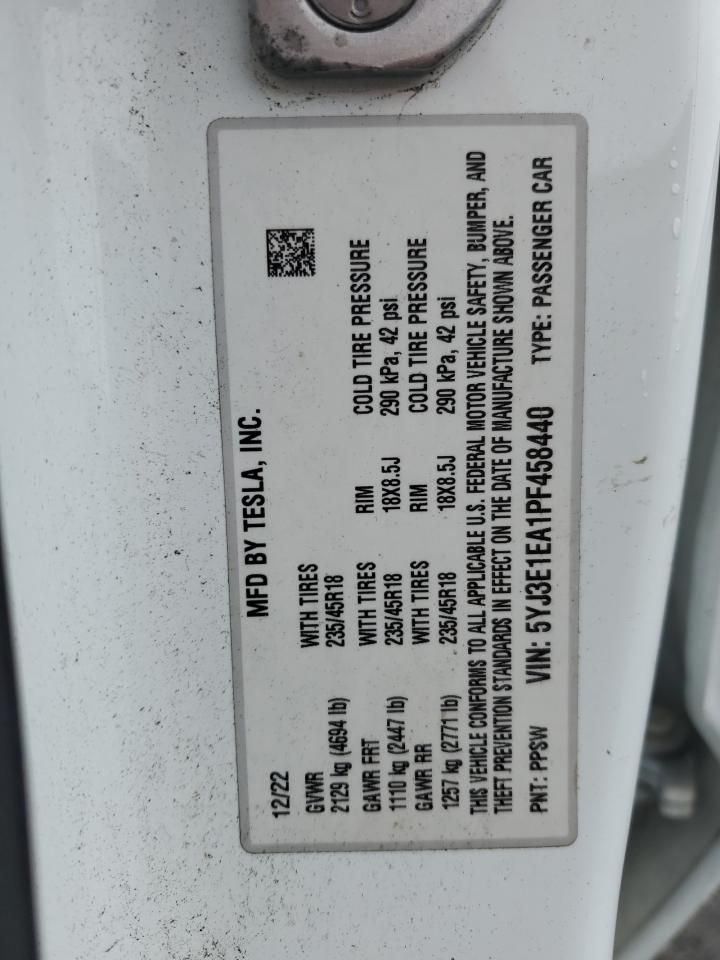 MFD BY TESLA, INC.
12/22
GVWR WITH TIRES
2129 kg (4694 lb) 235/45R18
GAWR FRT WITH TIRES RIM COLD TIRE PRESSURE
1110 kg (2447 lb) 235/45R18 18X8.5J 290 kPa, 42 psi
GAWR RR WITH TIRES RIM COLD TIRE PRESSURE
1257 kg (2771 lb) 235/45R18 18X8.5J 290 kPa, 42 psi
THIS VEHICLE CONFORMS TO ALL APPLICABLE U.S. FEDERAL MOTOR VEHICLE SAFETY, BUMPER, AND
THEFT PREVENTION STANDARDS IN EFFECT ON THE DATE OF MANUFACTURE SHOWN ABOVE.
PNT: PPSW VIN: 5YJ3E1EA1PF458440 TYPE: PASSENGER CAR